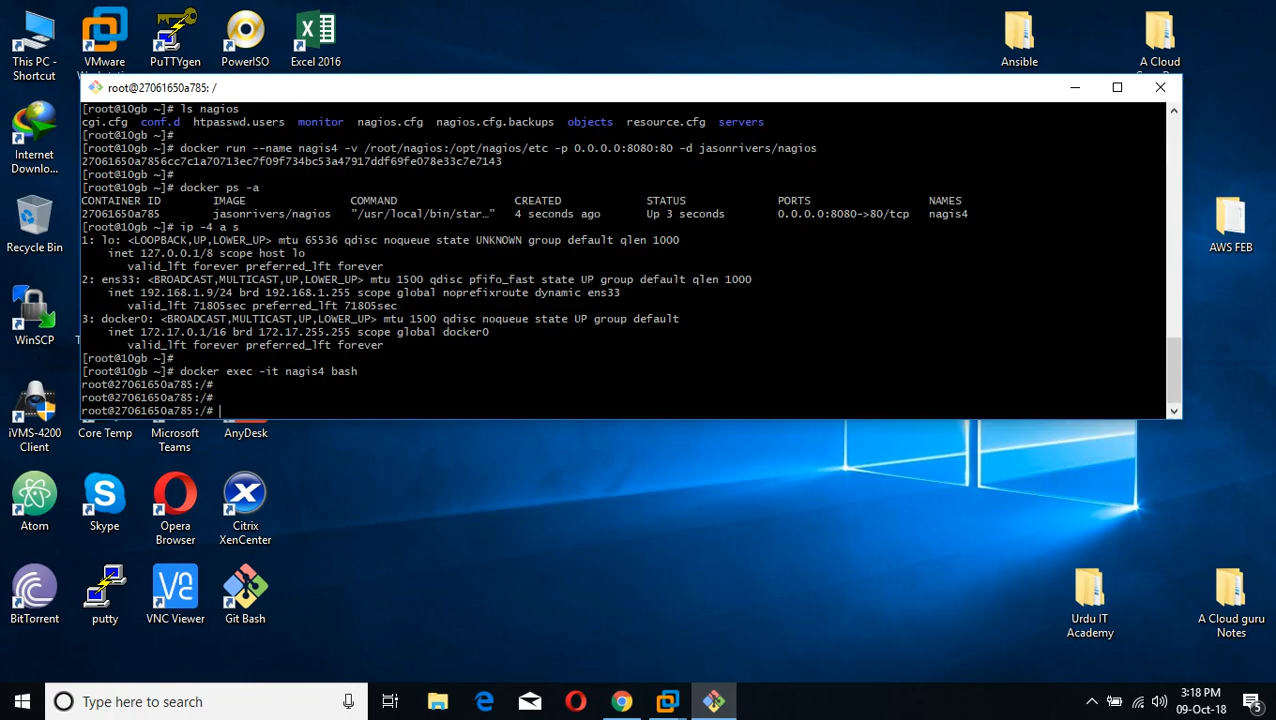 This PC - Shortcut
VMware
PuTTYgen
PowerISO
Excel 2016
Ansible
A Cloud
root@27061650a785: /
[root@10gb ~]# ls nagios
cgi.cfg conf.d htpasswd.users monitor nagios.cfg nagios.cfg.backups objects resource.cfg servers
[root@10gb ~]#
[root@10gb ~]# docker run --name nagis4 -v /root/nagios:/opt/nagios/etc -p 0.0.0.0:8080:80 -d jasonrivers/nagios
27061650a7856cc7c1a70713ec7f09f734bc53a47917ddf69fe078e33c7e7143
[root@10gb ~]#
[root@10gb ~]# docker ps -a
CONTAINER ID IMAGE COMMAND CREATED STATUS PORTS NAMES
27061650a785 jasonrivers/nagios "/usr/local/bin/star…" 4 seconds ago Up 3 seconds 0.0.0.0:8080->80/tcp nagis4
[root@10gb ~]# ip -4 a s
1: lo: <LOOPBACK,UP,LOWER_UP> mtu 65536 qdisc noqueue state UNKNOWN group default qlen 1000
inet 127.0.0.1/8 scope host lo
valid_lft forever preferred_lft forever
2: ens33: <BROADCAST,MULTICAST,UP,LOWER_UP> mtu 1500 qdisc pfifo_fast state UP group default qlen 1000
inet 192.168.1.9/24 brd 192.168.1.255 scope global noprefixroute dynamic ens33
valid_lft 71805sec preferred_lft 71805sec
3: docker0: <BROADCAST,MULTICAST,UP,LOWER_UP> mtu 1500 qdisc noqueue state UP group default
inet 172.17.0.1/16 brd 172.17.255.255 scope global docker0
valid_lft forever preferred_lft forever
[root@10gb ~]#
[root@10gb ~]# docker exec -it nagis4 bash
root@27061650a785:/#
root@27061650a785:/#
root@27061650a785:/#
Internet Downlo...
Recycle Bin
WinSCP
AWS FEB
iVMS-4200 Client
Core Temp
Microsoft Teams
AnyDesk
Atom
Skype
Opera Browser
Citrix XenCenter
BitTorrent
putty
VNC Viewer
Git Bash
Urdu IT Academy
A Cloud guru Notes
Type here to search
3:18 PM
09-Oct-18
5